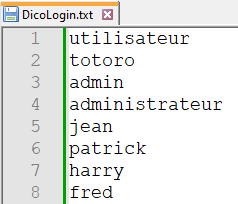 DicoLogin.txt
1 utilisateur
2 totoro
3 admin
4 administrateur
5 jean
6 patrick
7 harry
8 fred